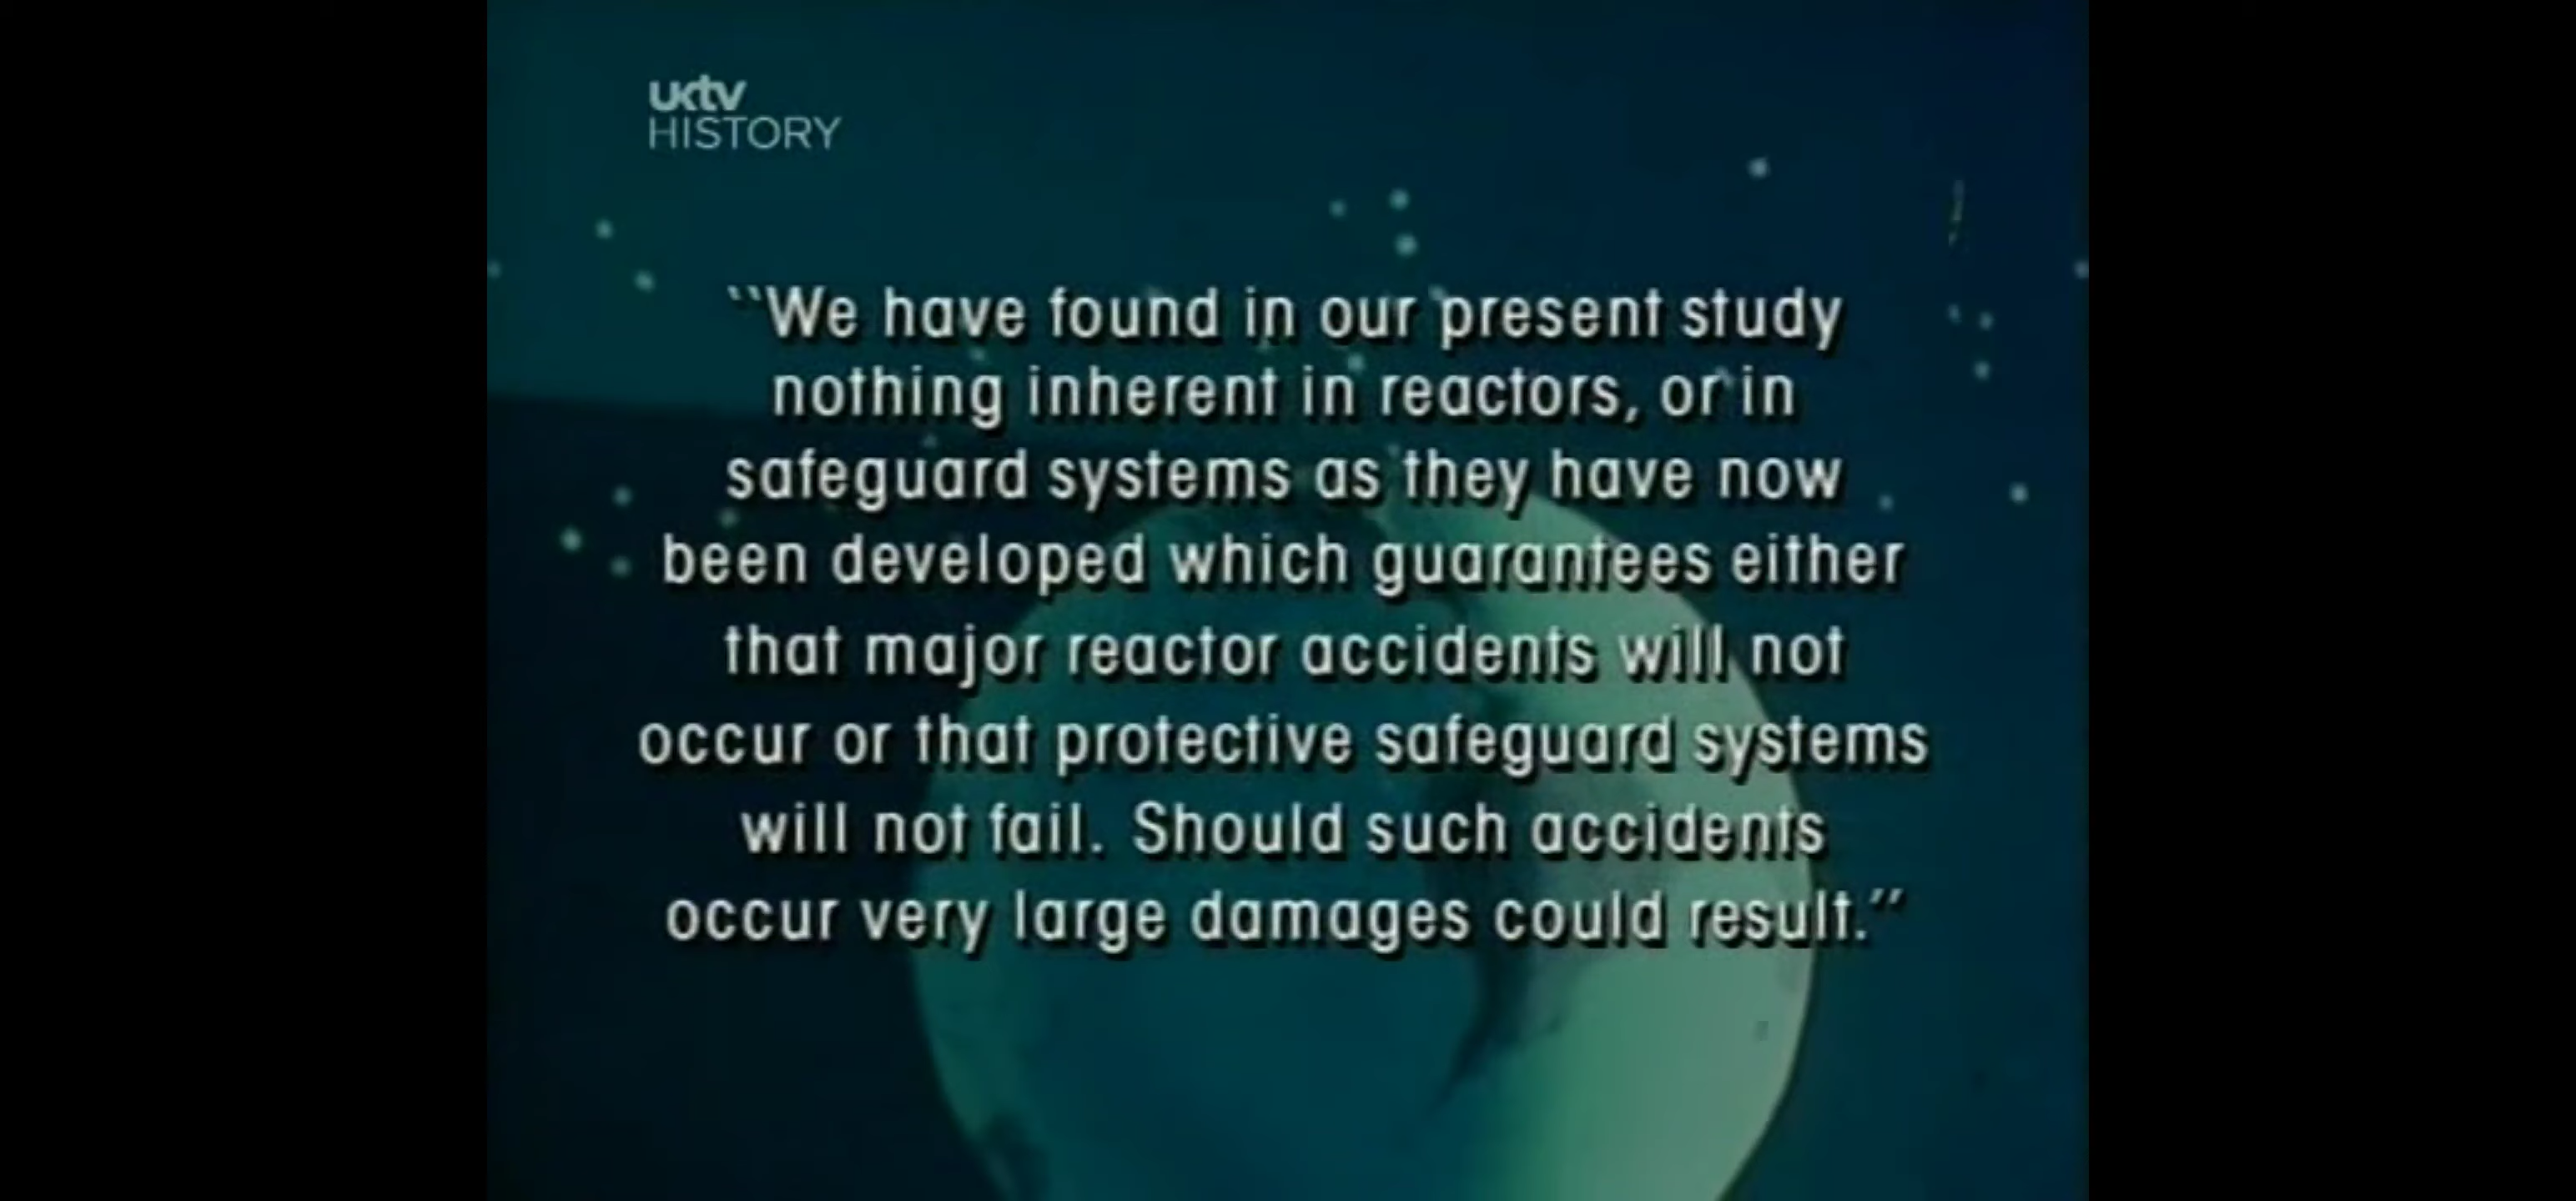 uktv
HISTORY
“We have found in our present study
nothing inherent in reactors, or in
safeguard systems as they have now
been developed which guarantees either
that major reactor accidents will not
occur or that protective safeguard systems
will not fail. Should such accidents
occur very large damages could result.”